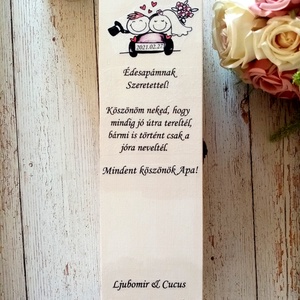 2021.02.27
Édesapámnak
Szeretettel!
Köszönöm neked, hogy
mindig jó útra tereltél,
bármi is történt csak a
jóra neveltél.
Mindent köszönök Apa!
Ljubomir & Cucus